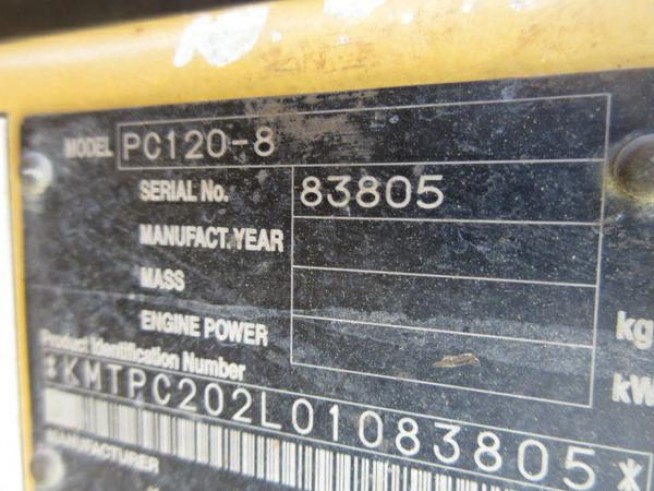 MODEL PC120-8
SERIAL No. 83805
MANUFACT. YEAR
MASS kg
ENGINE POWER kW
Product Identification Number
*KMTPC202L01083805*
MANUFACTURER